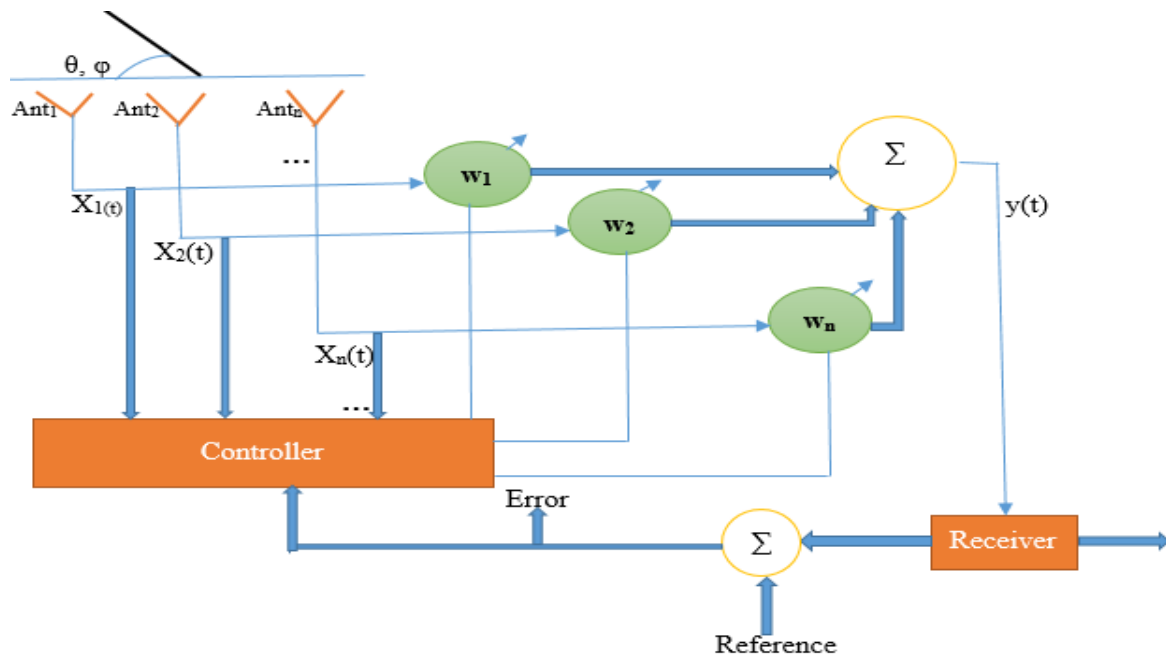 θ, φ
Ant₁
Ant₂
Antₙ
...
w₁
Σ
X₁₍ₜ₎
w₂
y(t)
X₂(t)
wₙ
Xₙ(t)
...
Controller
Error
Σ
Receiver
Reference